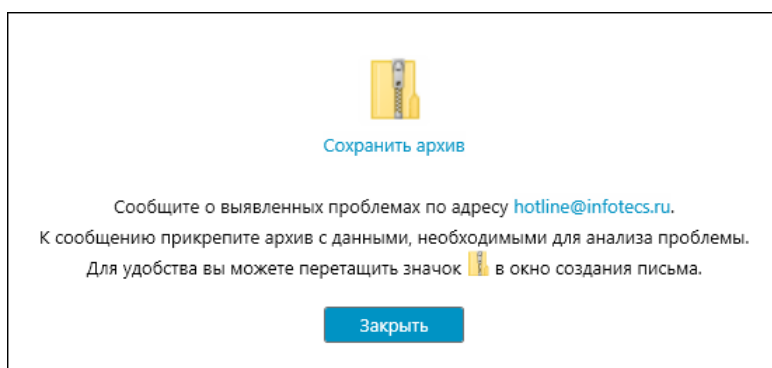 Сохранить архив
Сообщите о выявленных проблемах по адресу hotline@infotecs.ru.
К сообщению прикрепите архив с данными, необходимыми для анализа проблемы.
Для удобства вы можете перетащить значок в окно создания письма.
Закрыть